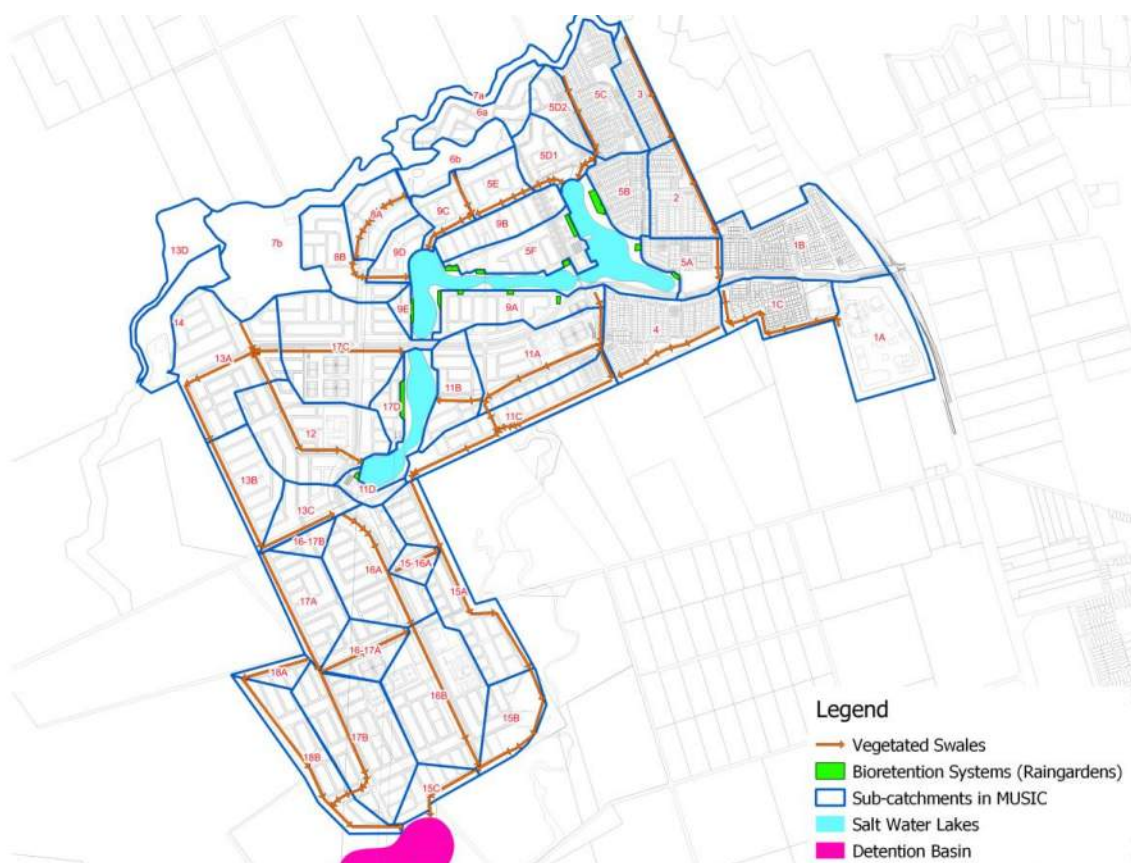 7a
6a
5D2
5C
3
6b
5D1
5E
5B
2
8A
9C
9B
13D
7b
8B
9D
5F
5A
1B
9E
9A
1C
14
4
1A
13A
17C
11A
11B
17D
11C
12
13B
11D
13C
16-17B
16A
15-16A
17A
15A
16-17A
18A
16B
15B
17B
18B
15C
Legend
Vegetated Swales
Bioretention Systems (Raingardens)
Sub-catchments in MUSIC
Salt Water Lakes
Detention Basin